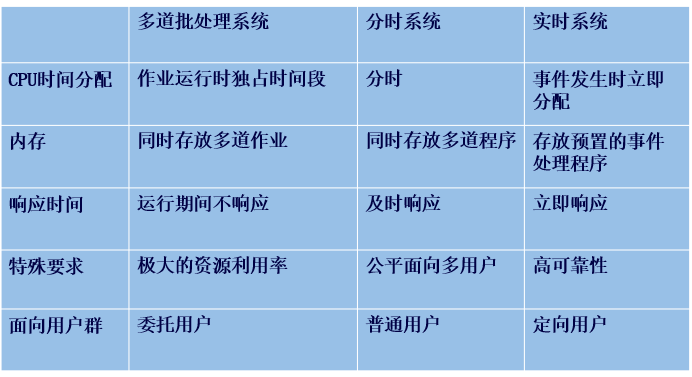 多道批处理系统 分时系统 实时系统
CPU时间分配 作业运行时独占时间段 分时 事件发生时立即
分配
内存 同时存放多道作业 同时存放多道程序 存放预置的事件
处理程序
响应时间 运行期间不响应 及时响应 立即响应
特殊要求 极大的资源利用率 公平面向多用户 高可靠性
面向用户群 委托用户 普通用户 定向用户